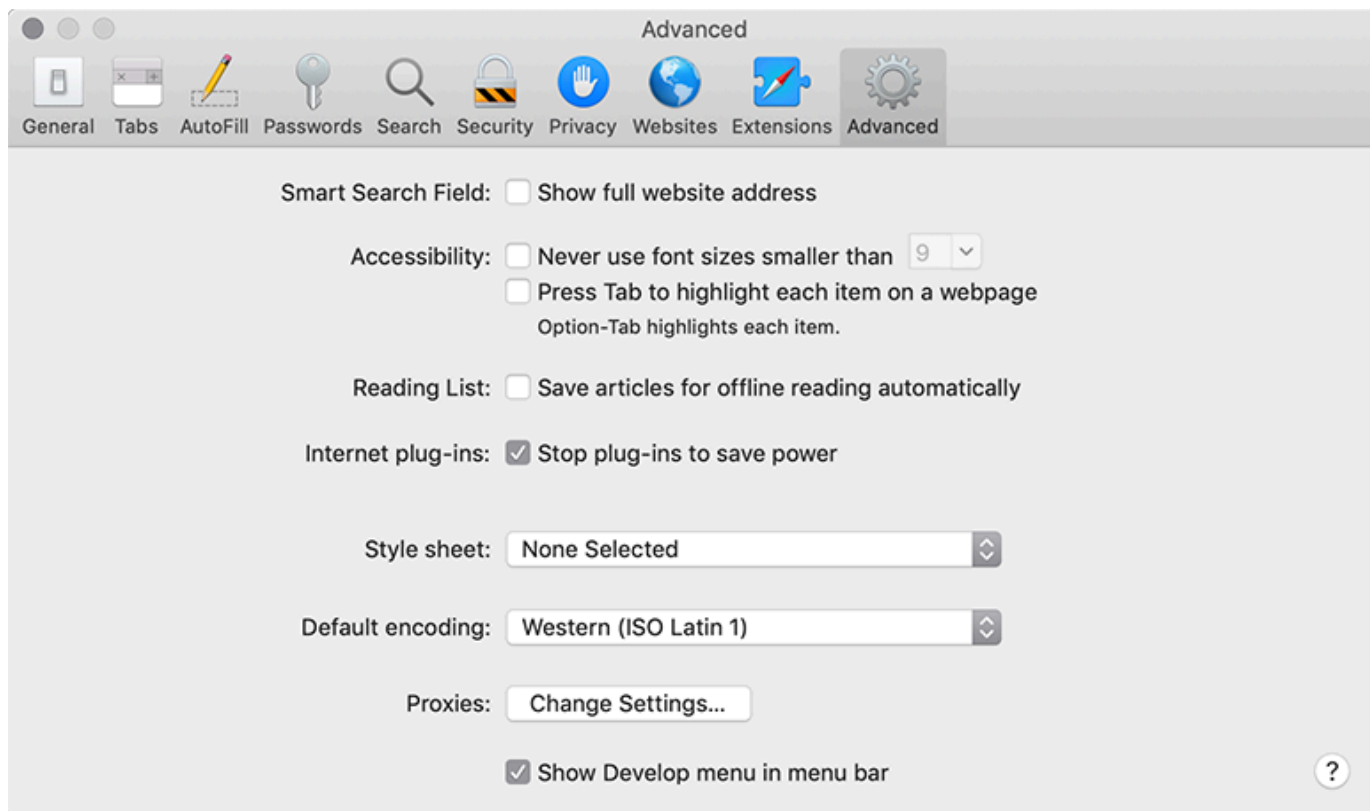 Advanced
General Tabs AutoFill Passwords Search Security Privacy Websites Extensions Advanced
Smart Search Field: Show full website address
Accessibility: Never use font sizes smaller than 9
Press Tab to highlight each item on a webpage
Option-Tab highlights each item.
Reading List: Save articles for offline reading automatically
Internet plug-ins: Stop plug-ins to save power
Style sheet: None Selected
Default encoding: Western (ISO Latin 1)
Proxies: Change Settings...
Show Develop menu in menu bar ?